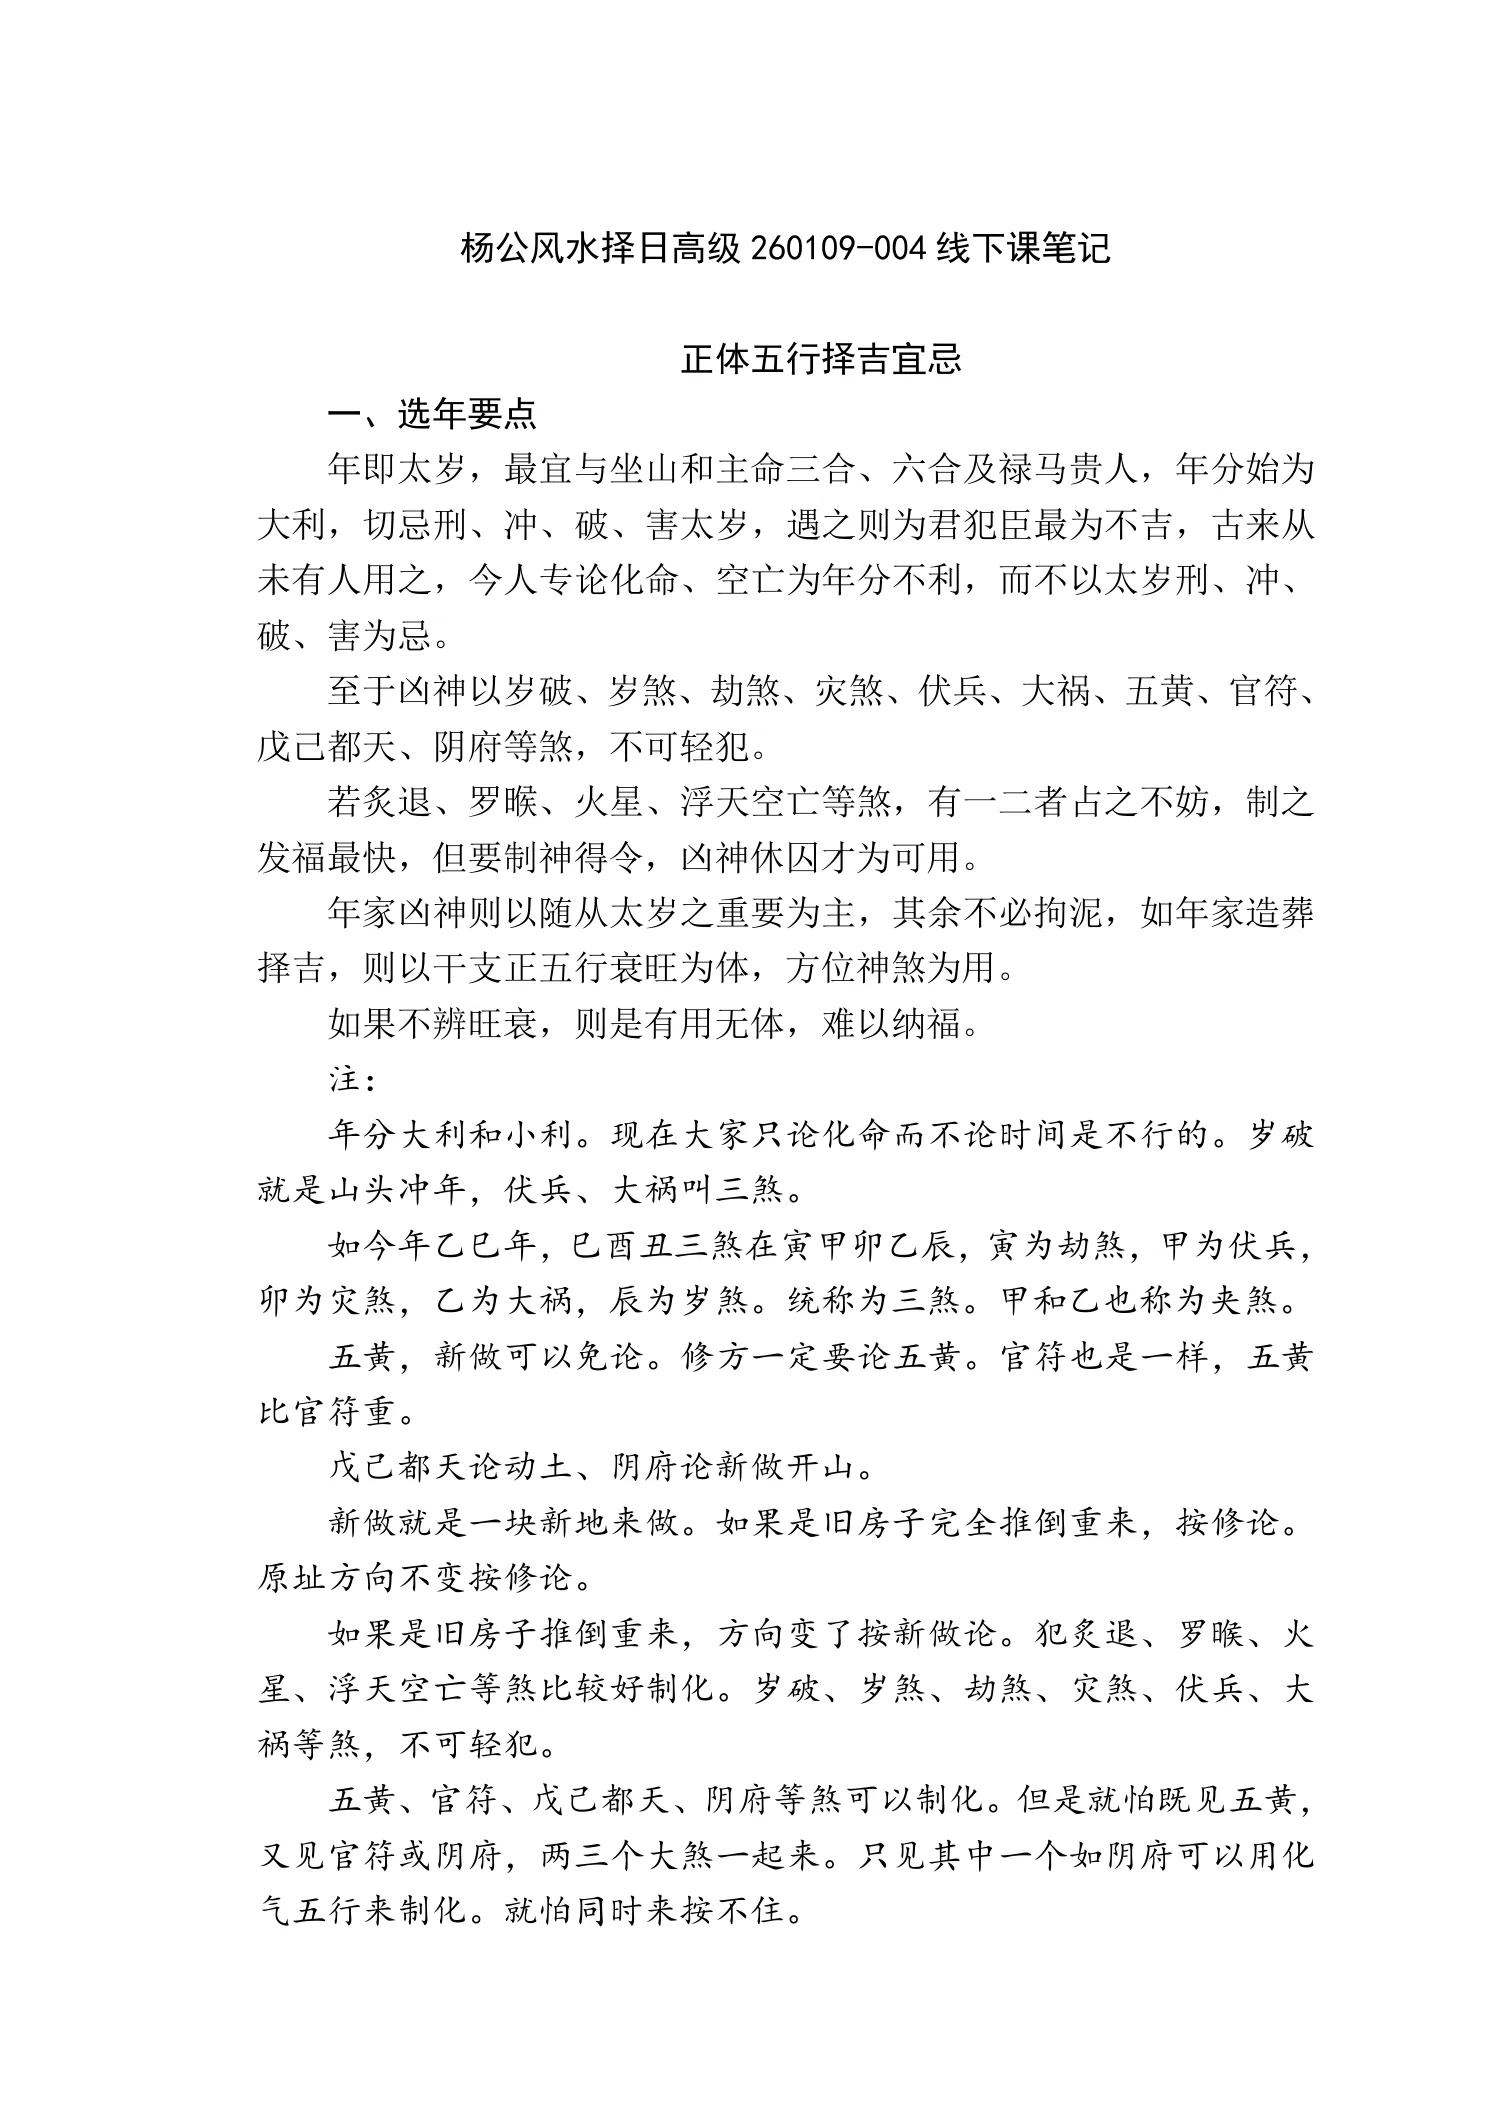 杨公风水择日高级260109-004线下课笔记
正体五行择吉宜忌
一、选年要点
年即太岁，最宜与坐山和主命三合、六合及禄马贵人，年分始为
大利，切忌刑、冲、破、害太岁，遇之则为君犯臣最为不吉，古来从
未有人用之，今人专论化命、空亡为年分不利，而不以太岁刑、冲、
破、害为忌。
至于凶神以岁破、岁煞、劫煞、灾煞、伏兵、大祸、五黄、官符、
戊己都天、阴府等煞，不可轻犯。
若炙退、罗睺、火星、浮天空亡等煞，有一二者占之不妨，制之
发福最快，但要制神得令，凶神休囚才为可用。
年家凶神则以随从太岁之重要为主，其余不必拘泥，如年家造葬
择吉，则以干支正五行衰旺为体，方位神煞为用。
如果不辨旺衰，则是有用无体，难以纳福。
注：
年分大利和小利。现在大家只论化命而不论时间是不行的。岁破
就是山头冲年，伏兵、大祸叫三煞。
如今年乙巳年，巳酉丑三煞在寅甲卯乙辰，寅为劫煞，甲为伏兵，
卯为灾煞，乙为大祸，辰为岁煞。统称为三煞。甲和乙也称为夹煞。
五黄，新做可以免论。修方一定要论五黄。官符也是一样，五黄
比官符重。
戊己都天论动土、阴府论新做开山。
新做就是一块新地来做。如果是旧房子完全推倒重来，按修论。
原址方向不变按修论。
如果是旧房子推倒重来，方向变了按新做论。犯炙退、罗睺、火
星、浮天空亡等煞比较好制化。岁破、岁煞、劫煞、灾煞、伏兵、大
祸等煞，不可轻犯。
五黄、官符、戊己都天、阴府等煞可以制化。但是就怕既见五黄，
又见官符或阴府，两三个大煞一起来。只见其中一个如阴府可以用化
气五行来制化。就怕同时来按不住。